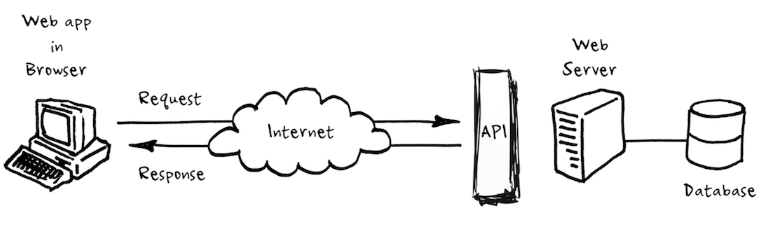 Web app
in
Browser
Request
Response
Internet
API
Web
Server
Database